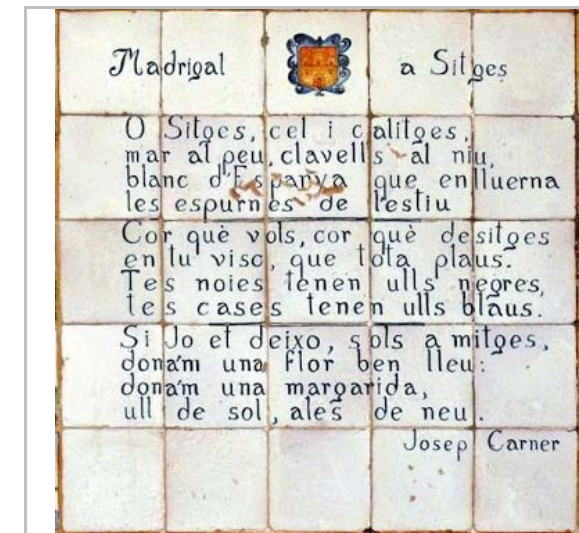 Madrigal a Sitges
O Sitges, cel i calitges,
mar al peu, clavells al niu,
blanc d'Espanya que enlluerna
les espurnes de l'estiu
Cor què vols, cor què desitges
en tu visc, que tota plaus.
Tes noies tenen ulls negres,
tes cases tenen ulls blaus.
Si Jo et deixo, sols a mitges,
dona'm una flor ben lleu:
dona'm una margarida,
ull de sol, ales de neu.
Josep Carner